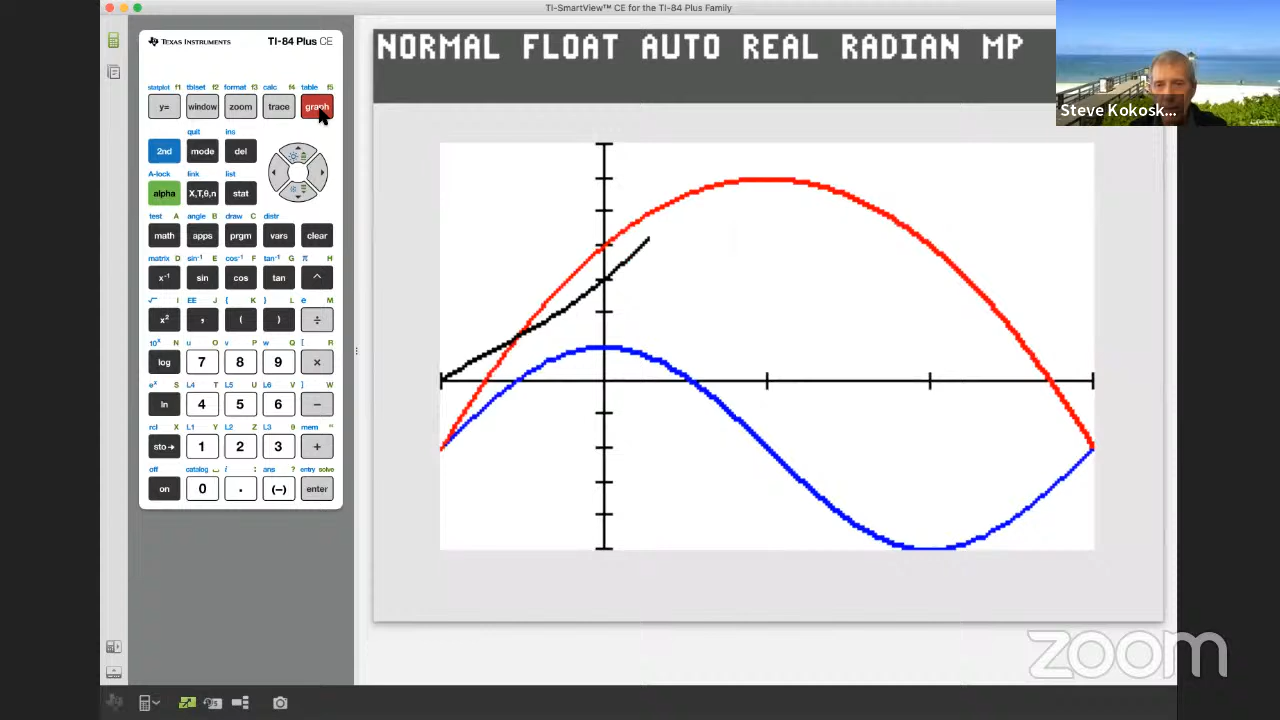 TI-SmartView™ CE for the TI-84 Plus Family
TEXAS INSTRUMENTS TI-84 Plus CE
NORMAL FLOAT AUTO REAL RADIAN MP
Steve Kokosk...
statplot f1 tblset f2 format f3 calc f4 table f5
y= window zoom trace graph
quit ins
2nd mode del
A-lock link list
alpha X,T,θ,n stat
test A angle B draw C distr
math apps prgm vars clear
matrix D sin⁻¹ E cos⁻¹ F tan⁻¹ G π H
x⁻¹ sin cos tan ^
√ I EE J { K } L e M
x² , ( ) ÷
10ˣ N u O v P w Q [ R
log 7 8 9 ×
eˣ S L4 T L5 U L6 V ] W
ln 4 5 6 −
rcl X L1 Y L2 Z L3 θ mem "
sto→ 1 2 3 +
off catalog ⎵ i : ans ? entry solve
on 0 . (−) enter
zoom